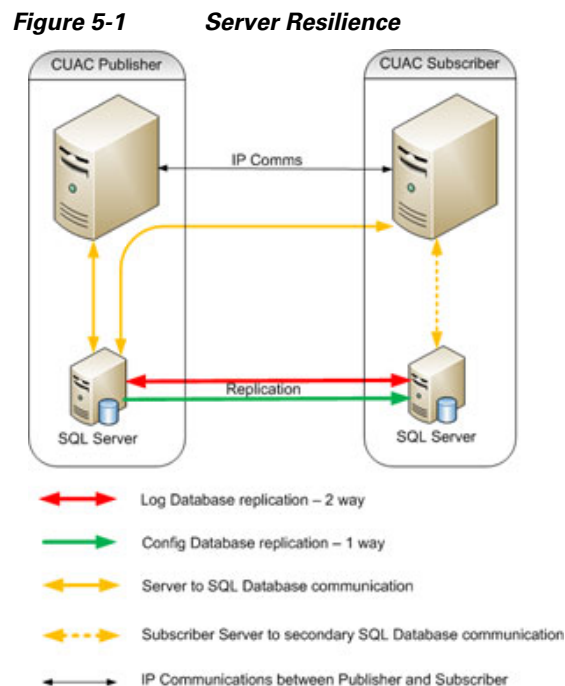 Figure 5-1 Server Resilience
CUAC Publisher
CUAC Subscriber
IP Comms
Replication
SQL Server
SQL Server
Log Database replication – 2 way
Config Database replication – 1 way
Server to SQL Database communication
Subscriber Server to secondary SQL Database communication
IP Communications between Publisher and Subscriber